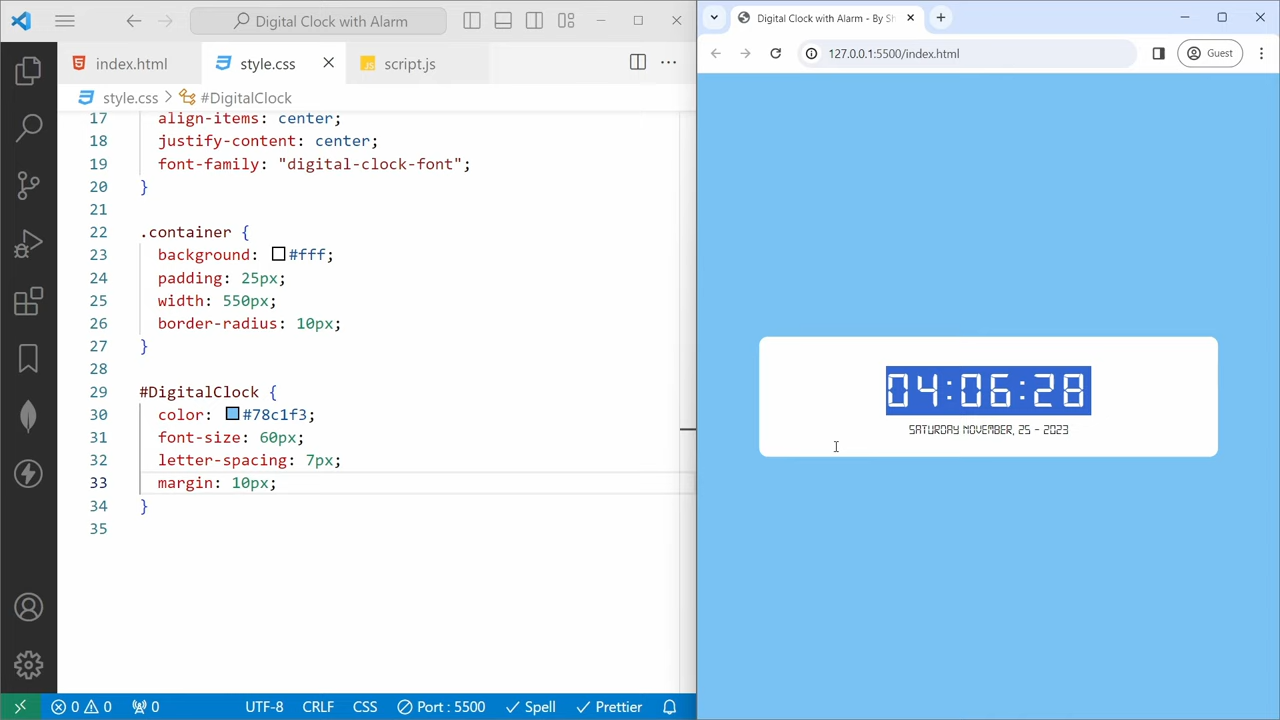 Digital Clock with Alarm
index.html
style.css
script.js
style.css > #DigitalClock
17 align-items: center;
18 justify-content: center;
19 font-family: "digital-clock-font";
20 }
21
22 .container {
23 background: #fff;
24 padding: 25px;
25 width: 550px;
26 border-radius: 10px;
27 }
28
29 #DigitalClock {
30 color: #78c1f3;
31 font-size: 60px;
32 letter-spacing: 7px;
33 margin: 10px;
34 }
35
0 0 0 UTF-8 CRLF CSS Port : 5500 Spell Prettier
Digital Clock with Alarm - By Sh
127.0.0.1:5500/index.html
Guest
04:06:28
SATURDAY NOVEMBER, 25 - 2023